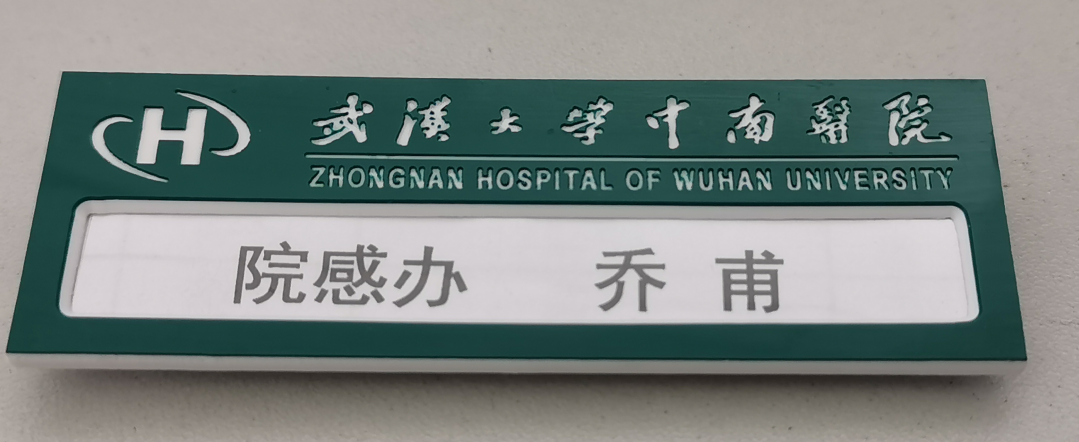 H
武漢大學中南醫院
ZHONGNAN HOSPITAL OF WUHAN UNIVERSITY
院感办 乔 甫